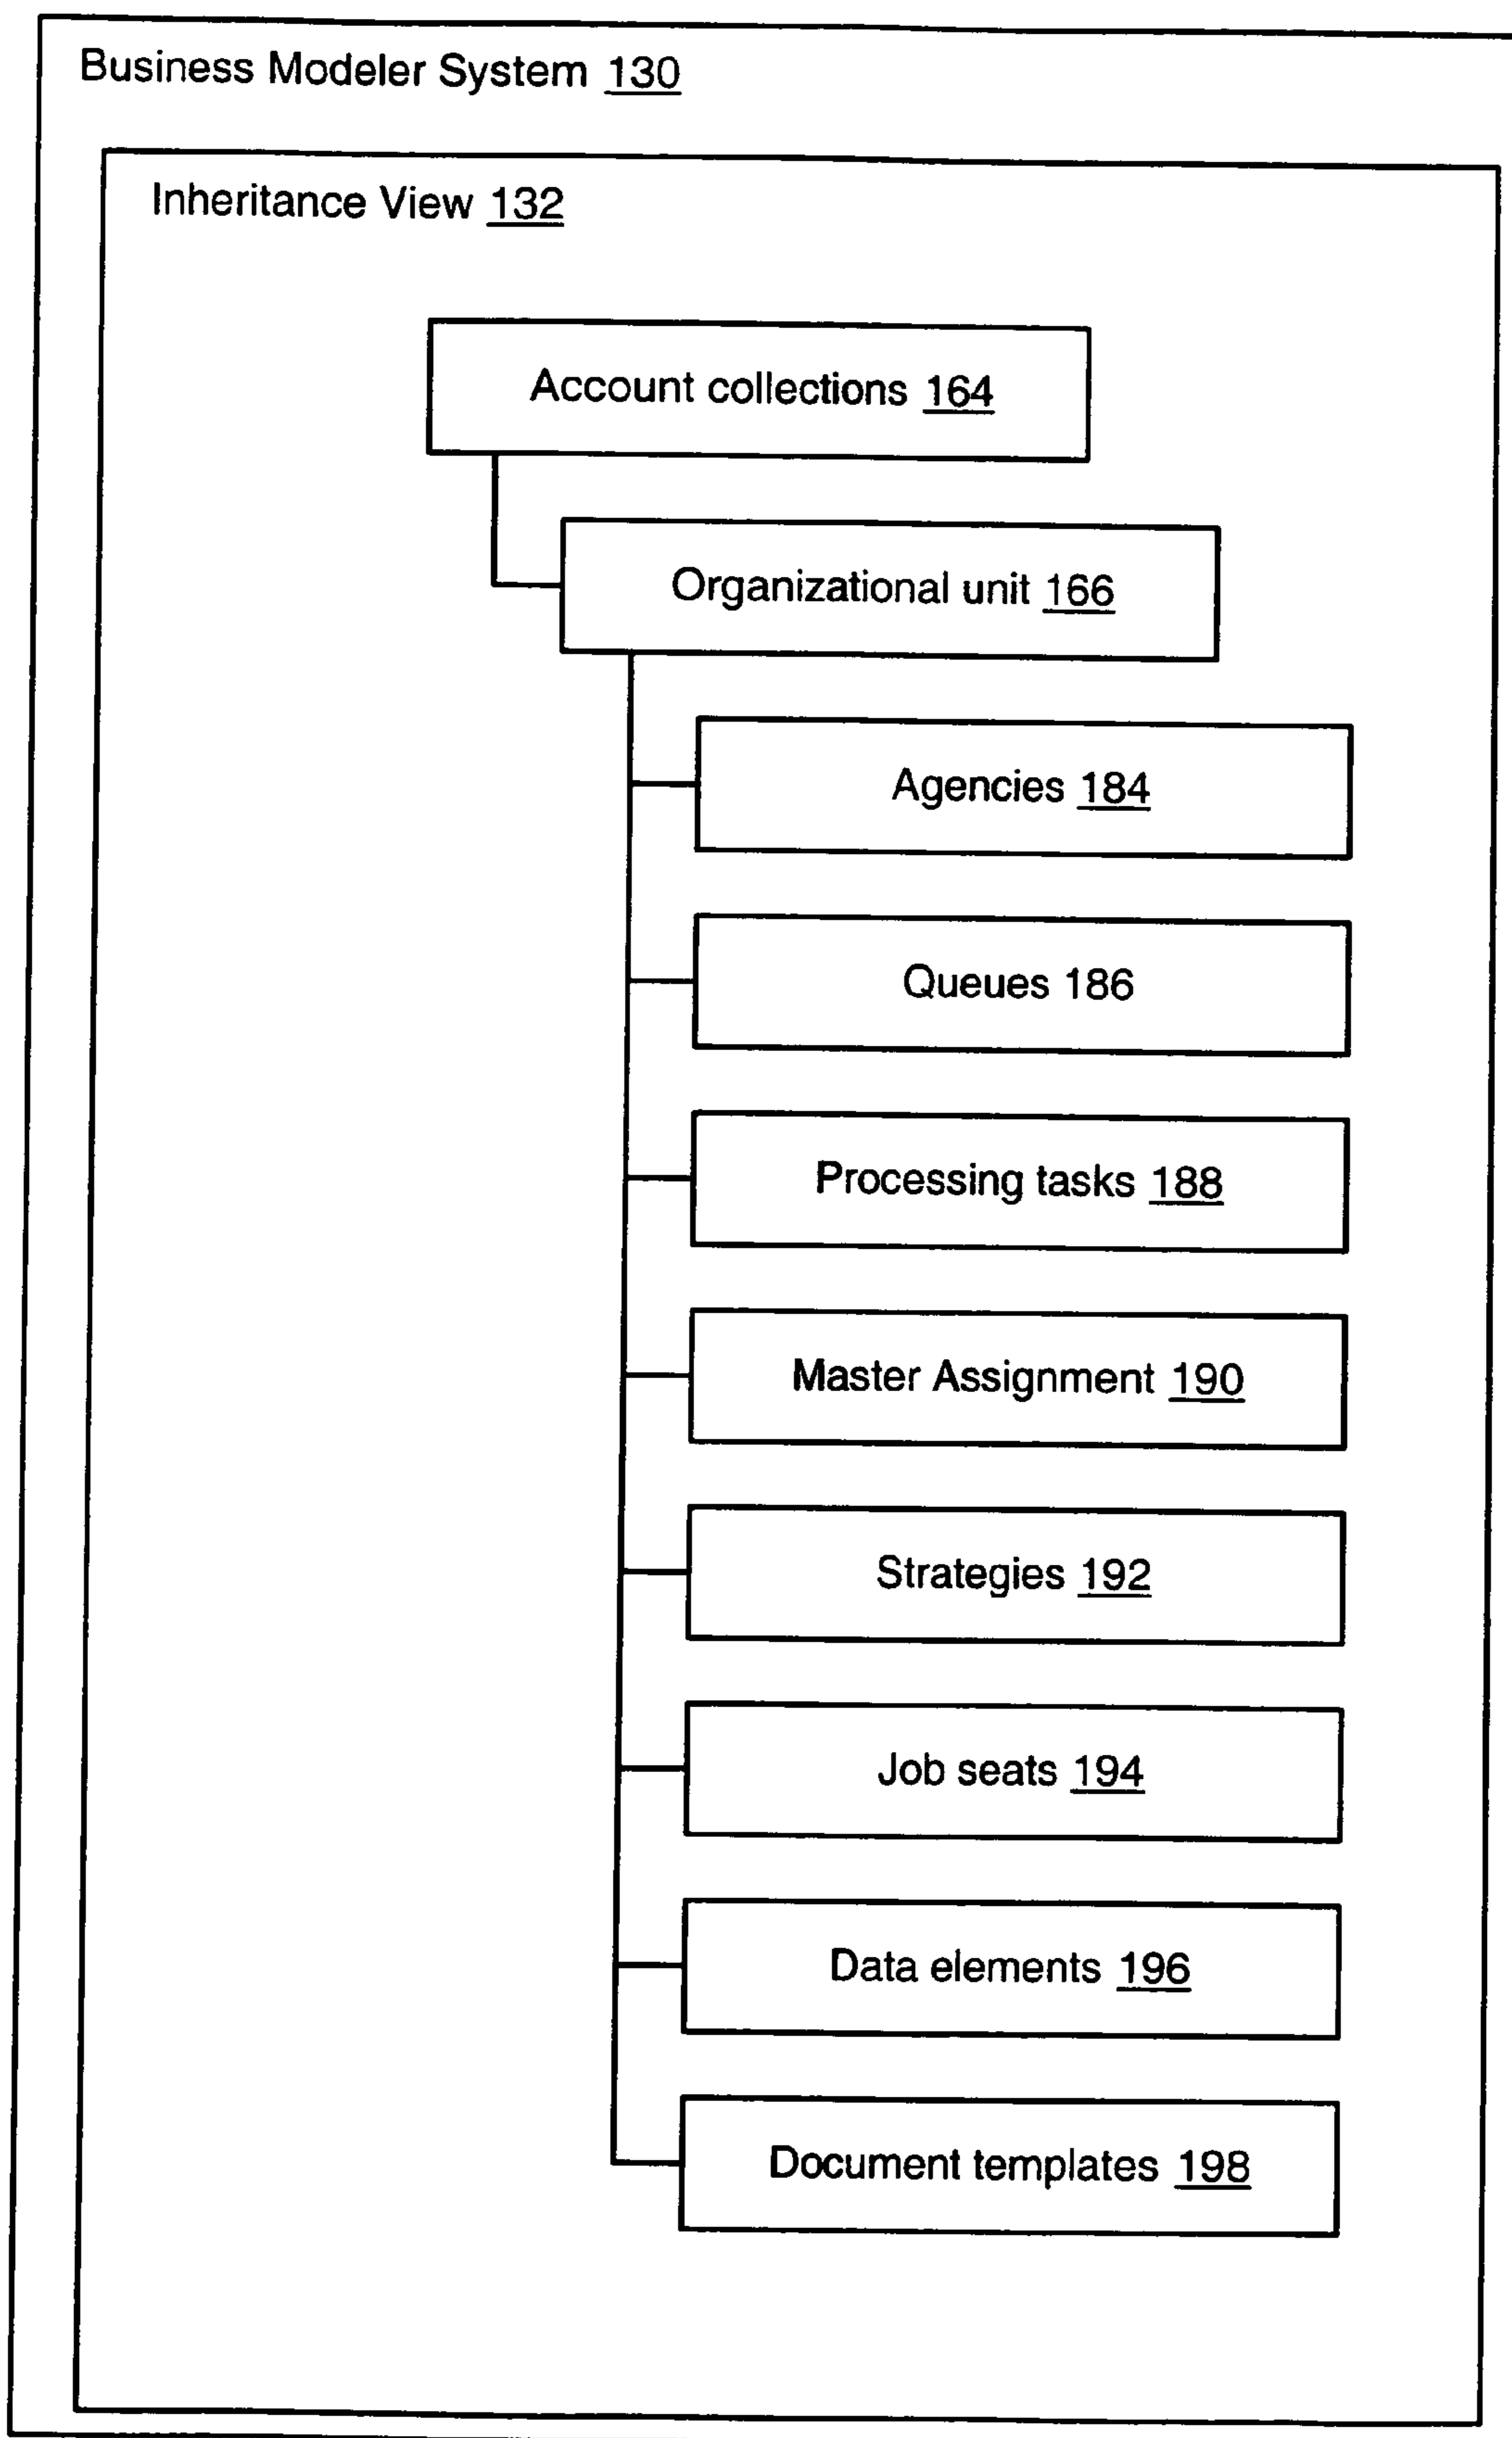 Business Modeler System 130
Inheritance View 132
Account collections 164
Organizational unit 166
Agencies 184
Queues 186
Processing tasks 188
Master Assignment 190
Strategies 192
Job seats 194
Data elements 196
Document templates 198